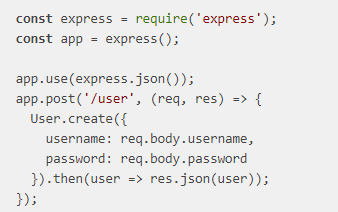 const express = require('express');
const app = express();

app.use(express.json());
app.post('/user', (req, res) => {
  User.create({
    username: req.body.username,
    password: req.body.password
  }).then(user => res.json(user));
});